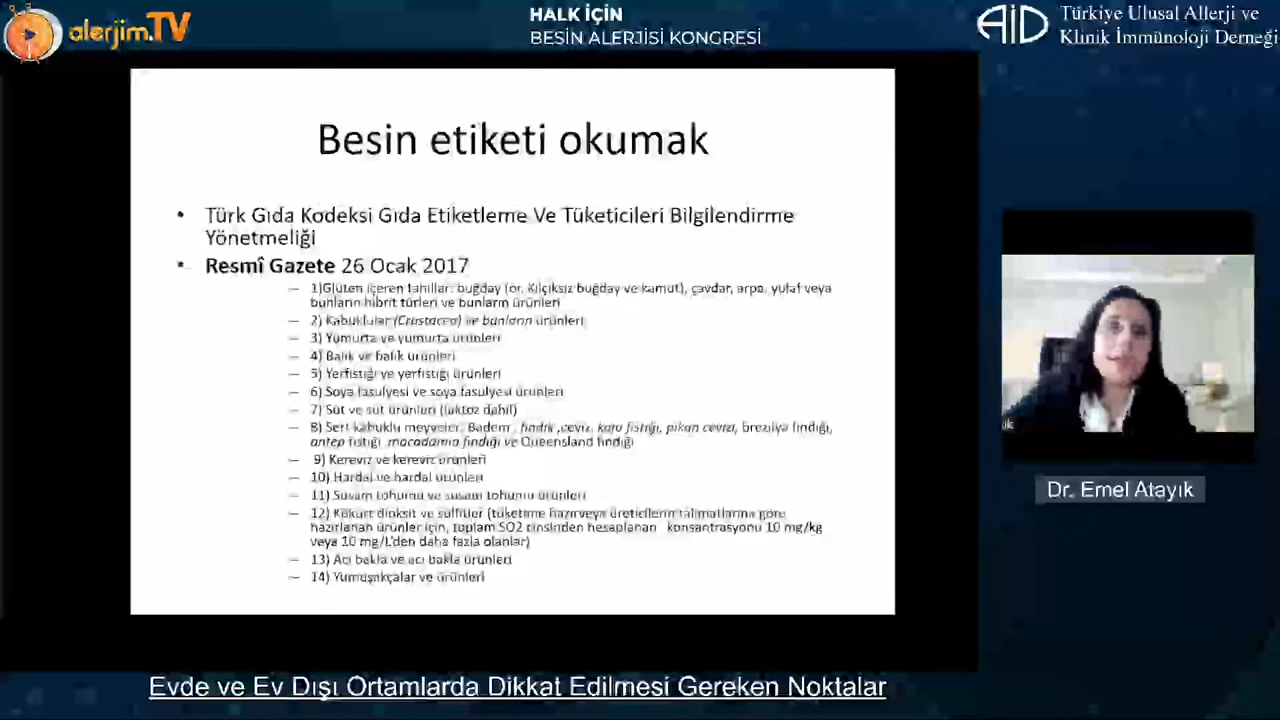 alerjim.TV
HALK İÇİN
BESİN ALERJİSİ KONGRESİ
AİD
Türkiye Ulusal Allerji ve
Klinik İmmünoloji Derneği
Besin etiketi okumak
• Türk Gıda Kodeksi Gıda Etiketleme Ve Tüketicileri Bilgilendirme
Yönetmeliği
• Resmî Gazete 26 Ocak 2017
– 1)Gluten içeren tahıllar: buğday (ör. Kılçıksız buğday ve kamut), çavdar, arpa, yulaf veya
bunların hibrit türleri ve bunların ürünleri
– 2) Kabuklular (Crustacea) ve bunların ürünleri
– 3) Yumurta ve yumurta ürünleri
– 4) Balık ve balık ürünleri
– 5) Yerfıstığı ve yerfıstığı ürünleri
– 6) Soya fasulyesi ve soya fasulyesi ürünleri
– 7) Süt ve süt ürünleri (laktoz dahil)
– 8) Sert kabuklu meyveler: Badem, fındık ,ceviz, kaju fıstığı, pikan cevizi, brezilya fındığı,
antep fıstığı, macadamia fındığı ve Queensland fındığı
– 9) Kereviz ve kereviz ürünleri
– 10) Hardal ve hardal ürünleri
– 11) Susam tohumu ve susam tohumu ürünleri
– 12) Kükürt dioksit ve sülfitler (tüketime hazır veya üreticilerin talimatlarına göre
hazırlanan ürünler için, toplam SO2 cinsinden hesaplanan konsantrasyonu 10 mg/kg
veya 10 mg/L'den daha fazla olanlar)
– 13) Acı bakla ve acı bakla ürünleri
– 14) Yumuşakçalar ve ürünleri
Dr. Emel Atayık
Evde ve Ev Dışı Ortamlarda Dikkat Edilmesi Gereken Noktalar